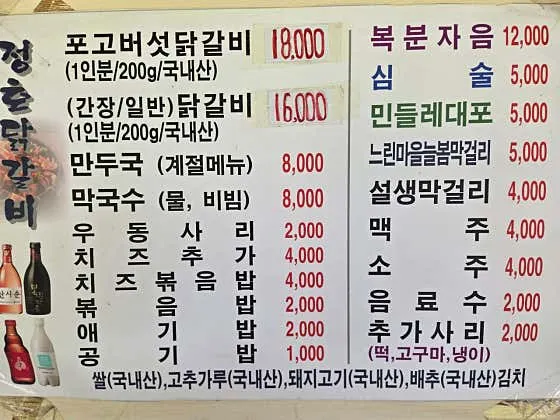 정흔닭갈비
포고버섯닭갈비 18,000
(1인분/200g/국내산)
(간장/일반)닭갈비 16,000
(1인분/200g/국내산)
만두국 (계절메뉴) 8,000
막국수 (물, 비빔) 8,000
우동사리 2,000
치즈추가 4,000
치즈볶음밥 4,000
볶음밥 2,000
애기밥 2,000
공기밥 1,000
복분자음 12,000
심술 5,000
민들레대포 5,000
느린마을늘봄막걸리 5,000
설생막걸리 4,000
맥주 4,000
소주 4,000
음료수 2,000
추가사리 2,000
(떡,고구마,냉이)
쌀(국내산),고추가루(국내산),돼지고기(국내산),배추(국내산)김치